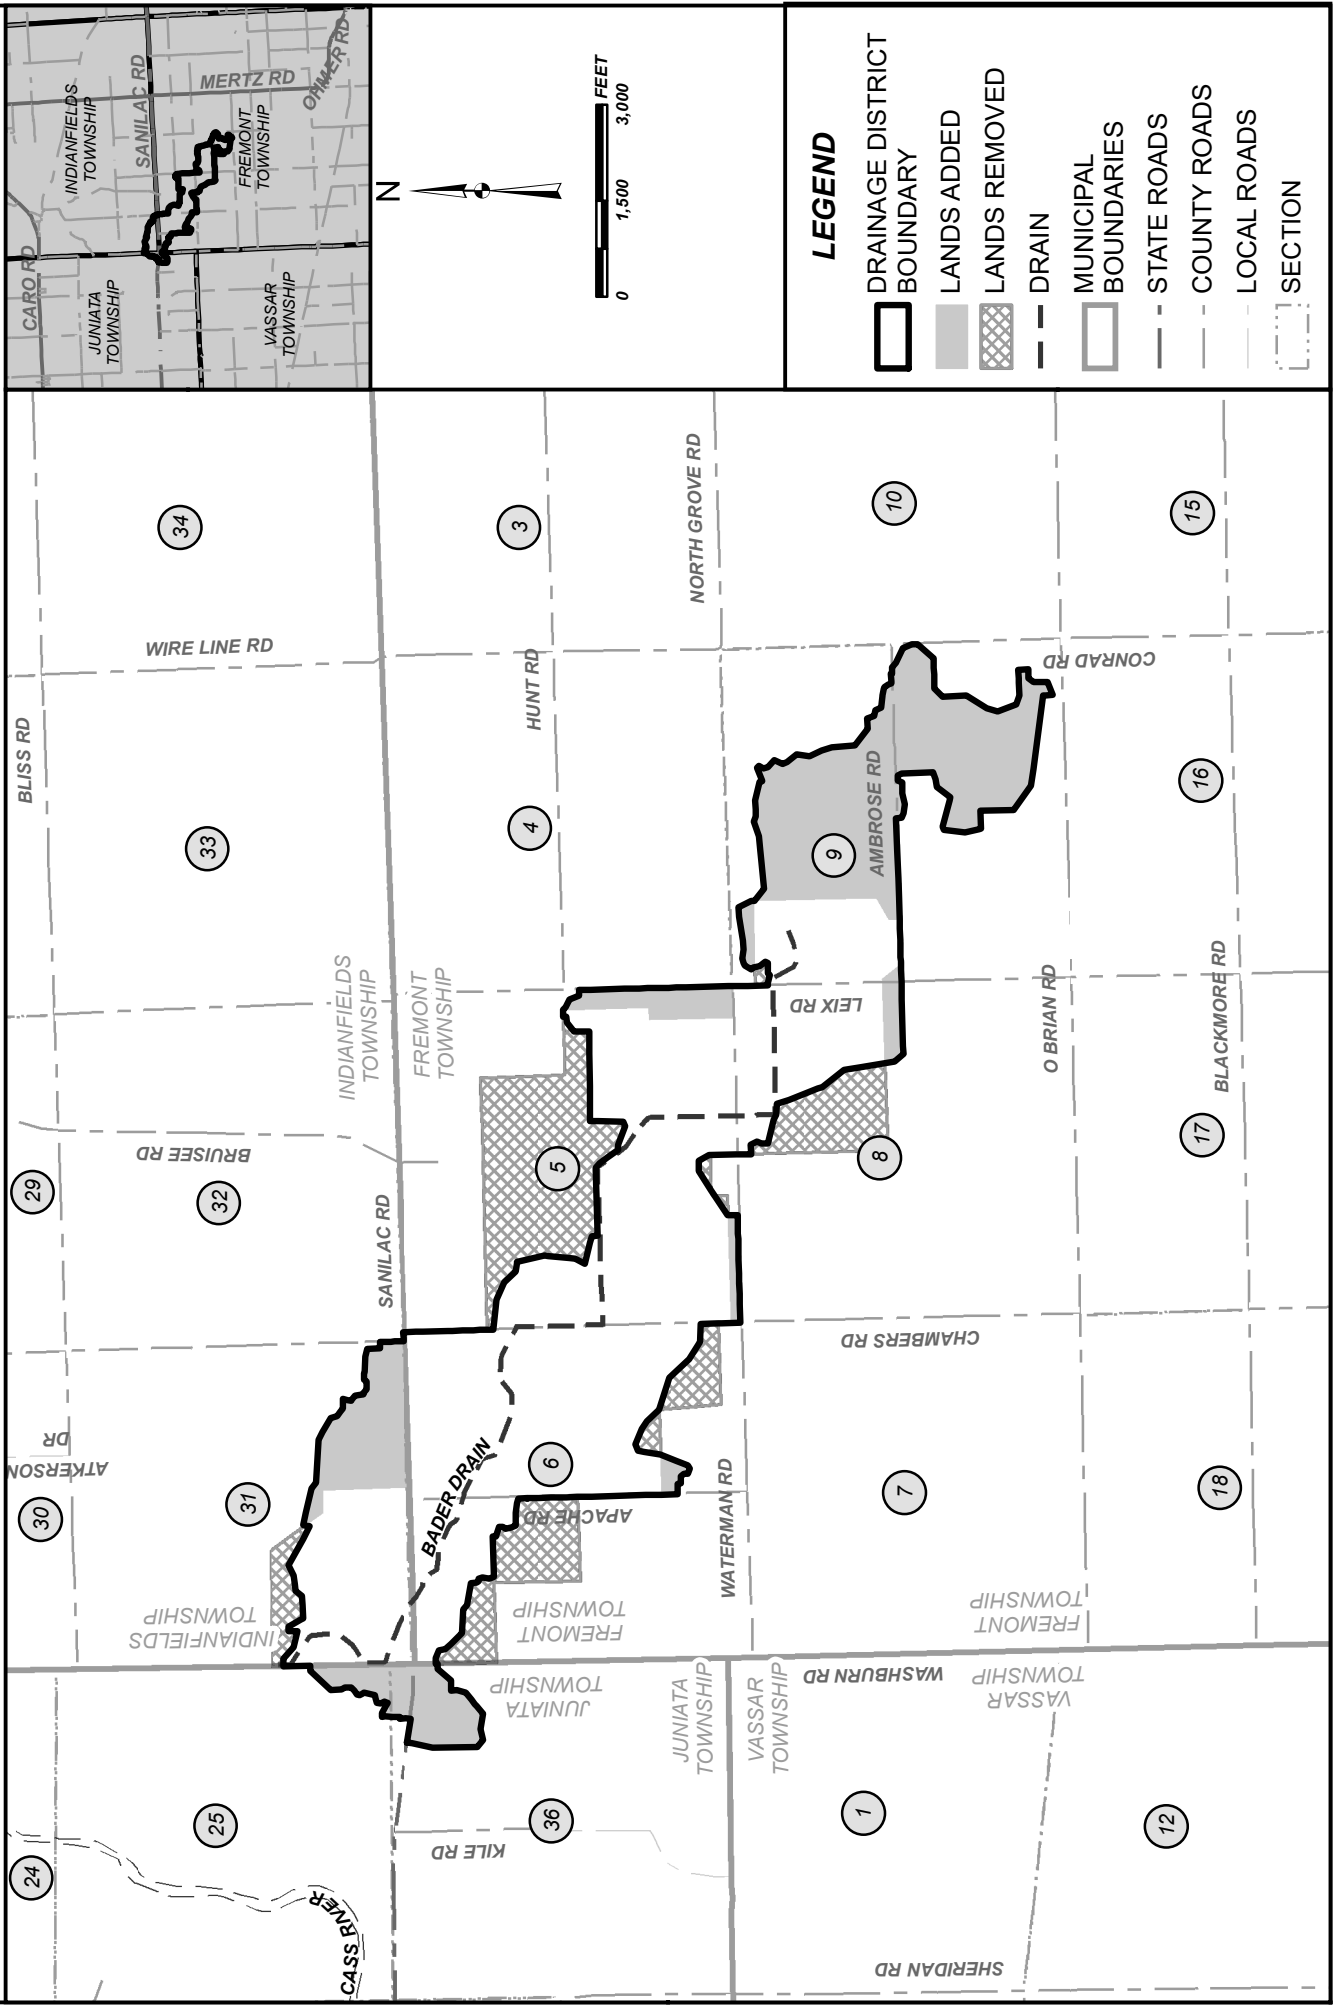 CARO RD
INDIANFIELDS
TOWNSHIP
SANILAC RD
MERTZ RD
OHMER RD
JUNIATA
TOWNSHIP
FREMONT
TOWNSHIP
VASSAR
TOWNSHIP
N
0
1,500
3,000
FEET
LEGEND
DRAINAGE DISTRICT
BOUNDARY
LANDS ADDED
LANDS REMOVED
DRAIN
MUNICIPAL
BOUNDARIES
STATE ROADS
COUNTY ROADS
LOCAL ROADS
SECTION
24
30
29
BLISS RD
ATKERSON
DR
25
31
32
33
34
BRUISEE RD
WIRE LINE RD
CASS RIVER
INDIANFIELDS
TOWNSHIP
INDIANFIELDS
TOWNSHIP
SANILAC RD
FREMONT
TOWNSHIP
KILE RD
BADER DRAIN
JUNIATA
TOWNSHIP
FREMONT
TOWNSHIP
36
6
5
4
3
HUNT RD
APACHE RD
JUNIATA
TOWNSHIP
VASSAR
TOWNSHIP
WATERMAN RD
NORTH GROVE RD
WASHBURN RD
CHAMBERS RD
LEIX RD
AMBROSE RD
1
7
8
9
10
SHERIDAN RD
VASSAR
TOWNSHIP
FREMONT
TOWNSHIP
O BRIAN RD
CONRAD RD
12
18
17
16
15
BLACKMORE RD